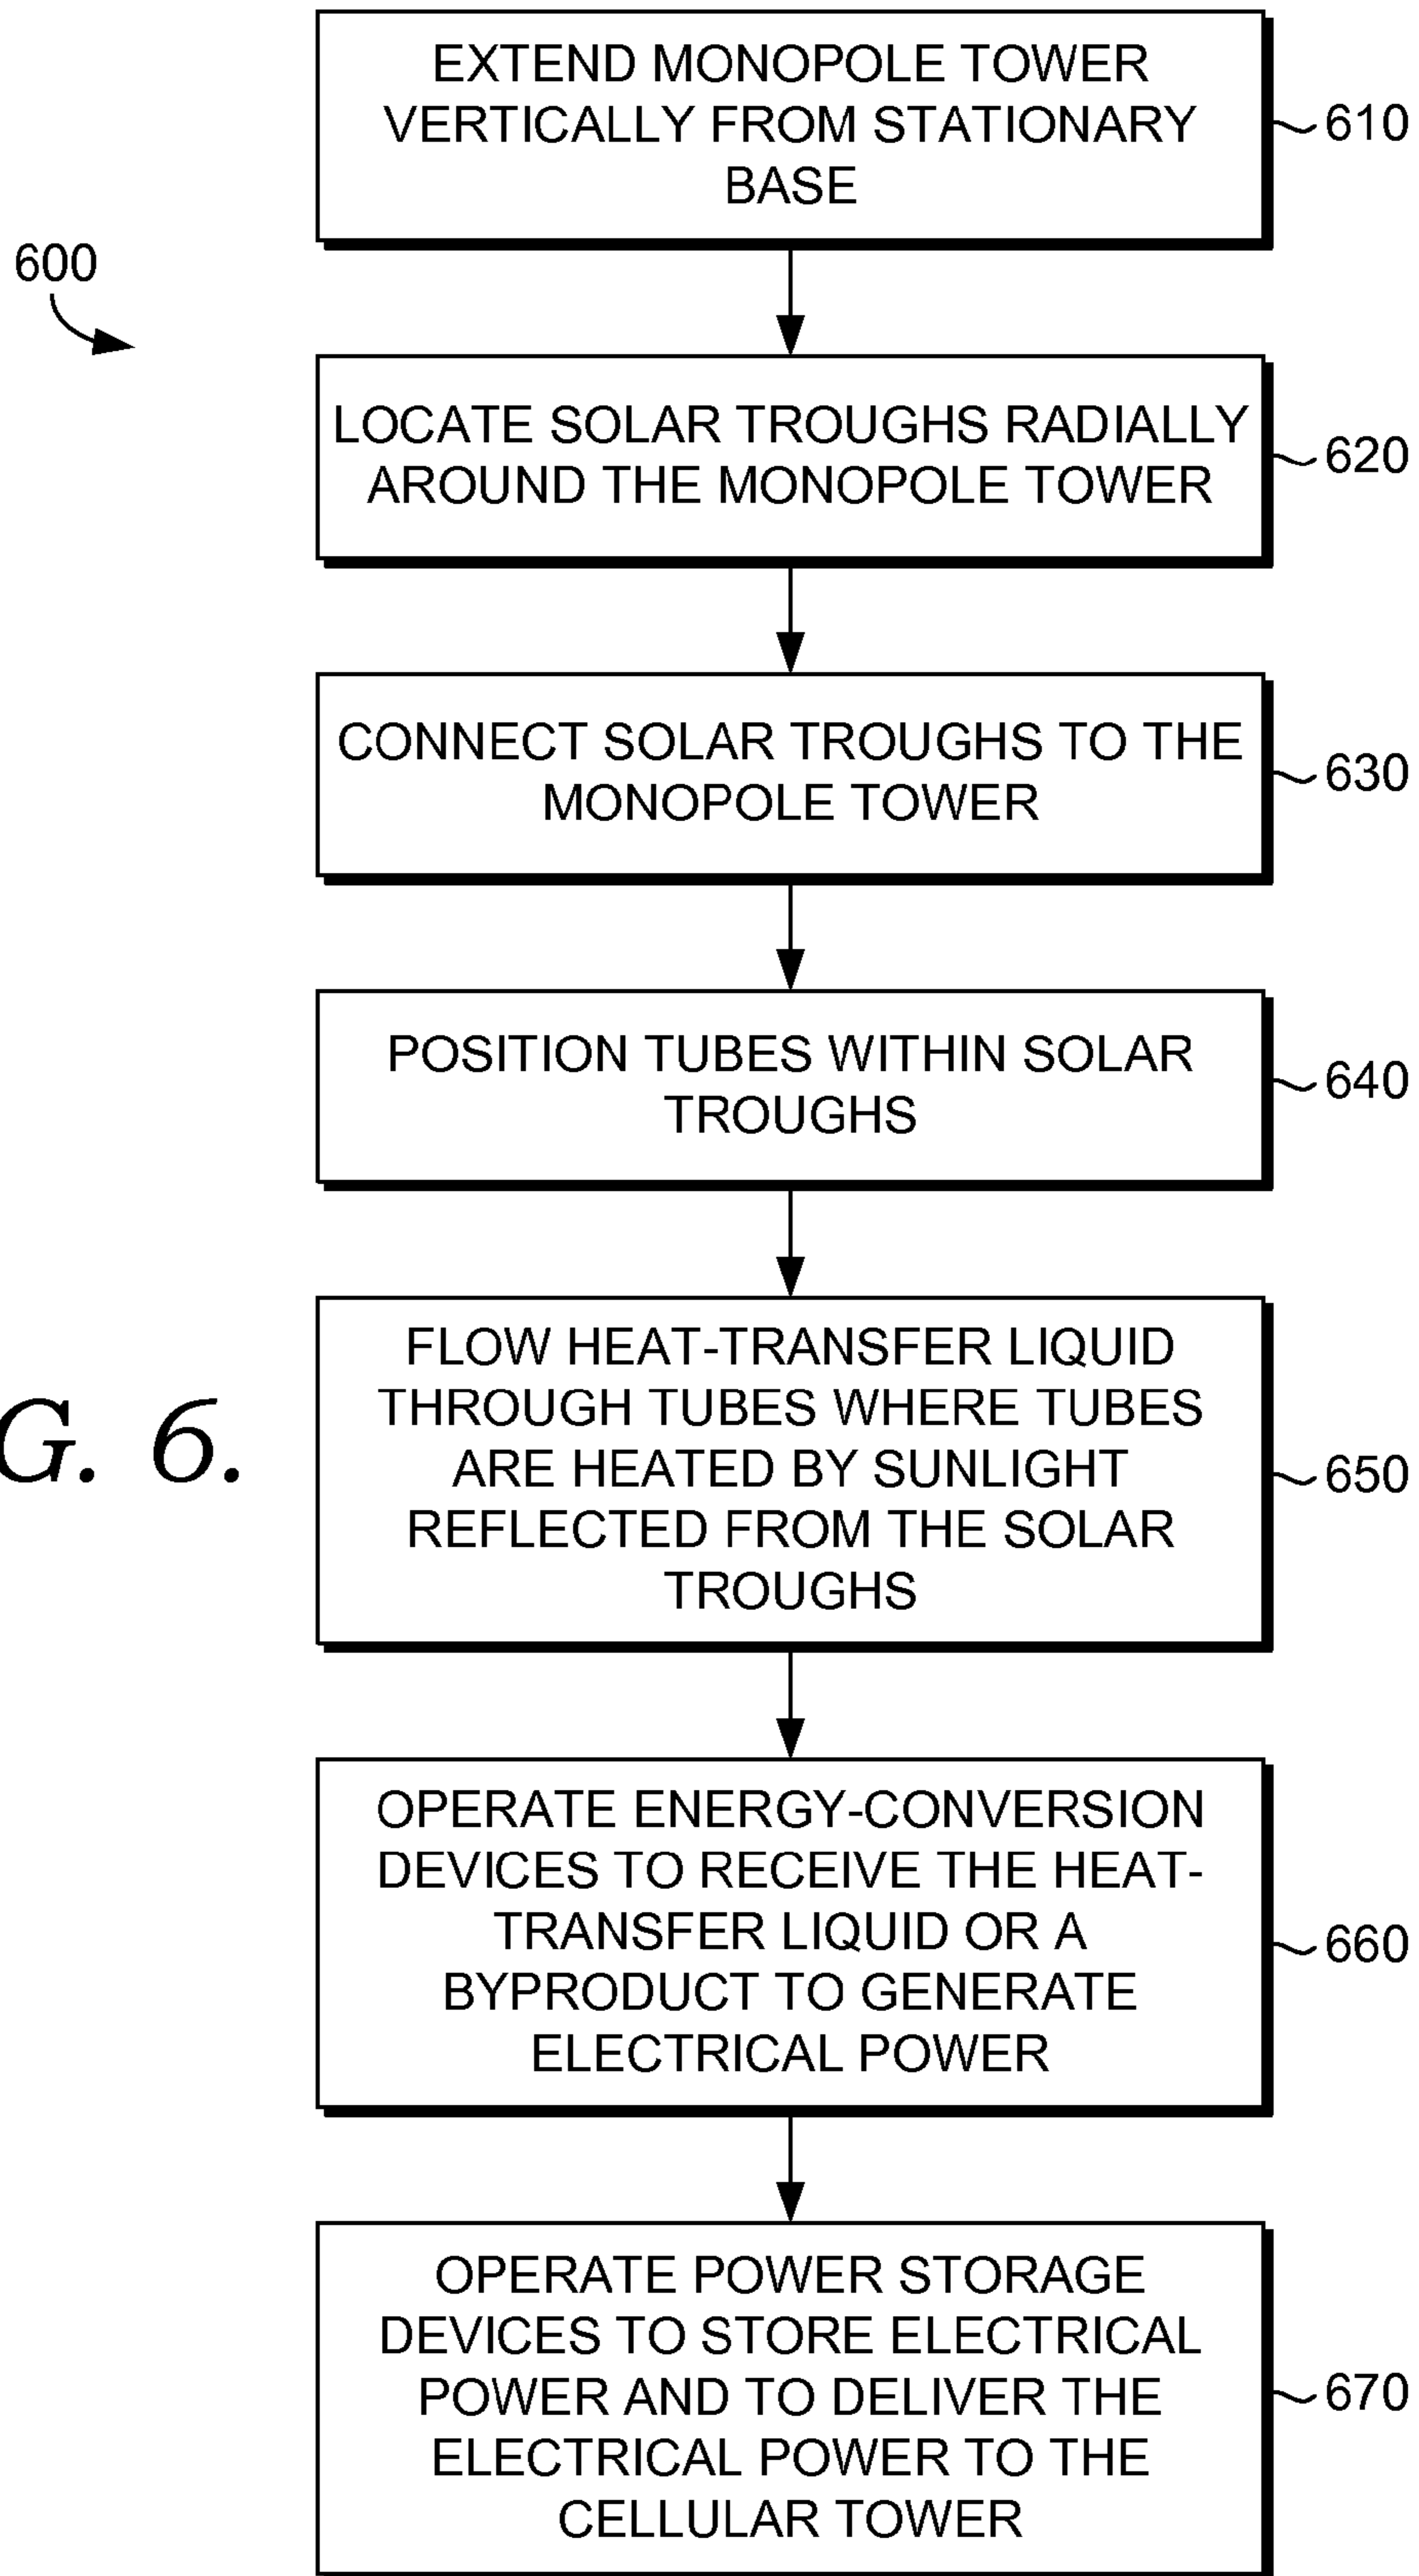 EXTEND MONOPOLE TOWER
VERTICALLY FROM STATIONARY
BASE
610
600
LOCATE SOLAR TROUGHS RADIALLY
AROUND THE MONOPOLE TOWER
620
CONNECT SOLAR TROUGHS TO THE
MONOPOLE TOWER
630
POSITION TUBES WITHIN SOLAR
TROUGHS
640
FLOW HEAT-TRANSFER LIQUID
THROUGH TUBES WHERE TUBES
ARE HEATED BY SUNLIGHT
REFLECTED FROM THE SOLAR
TROUGHS
650
G. 6.
OPERATE ENERGY-CONVERSION
DEVICES TO RECEIVE THE HEAT-
TRANSFER LIQUID OR A
BYPRODUCT TO GENERATE
ELECTRICAL POWER
660
OPERATE POWER STORAGE
DEVICES TO STORE ELECTRICAL
POWER AND TO DELIVER THE
ELECTRICAL POWER TO THE
CELLULAR TOWER
670